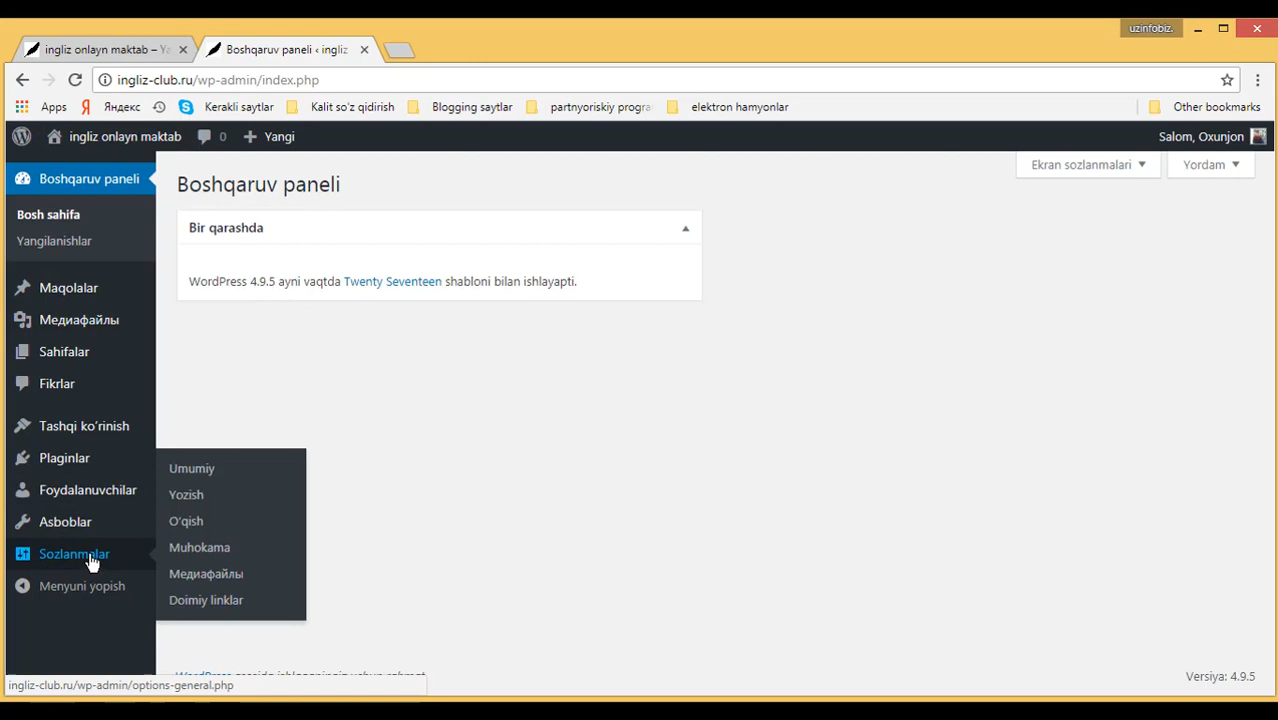 uzinfobiz.
ingliz onlayn maktab – Ya
Boshqaruv paneli ‹ ingliz
ingliz-club.ru/wp-admin/index.php
Apps Яндекс Kerakli saytlar Kalit so'z qidirish Blogging saytlar partnyoriskiy progra elektron hamyonlar Other bookmarks
ingliz onlayn maktab 0 Yangi Salom, Oxunjon
Boshqaruv paneli
Bosh sahifa
Yangilanishlar
Maqolalar
Медиафайлы
Sahifalar
Fikrlar
Tashqi ko‘rinish
Plaginlar
Foydalanuvchilar
Asboblar
Sozlanmalar
Menyuni yopish
Umumiy
Yozish
O‘qish
Muhokama
Медиафайлы
Doimiy linklar
Ekran sozlanmalari Yordam
Boshqaruv paneli
Bir qarashda
WordPress 4.9.5 ayni vaqtda Twenty Seventeen shabloni bilan ishlayapti.
Versiya: 4.9.5
ingliz-club.ru/wp-admin/options-general.php